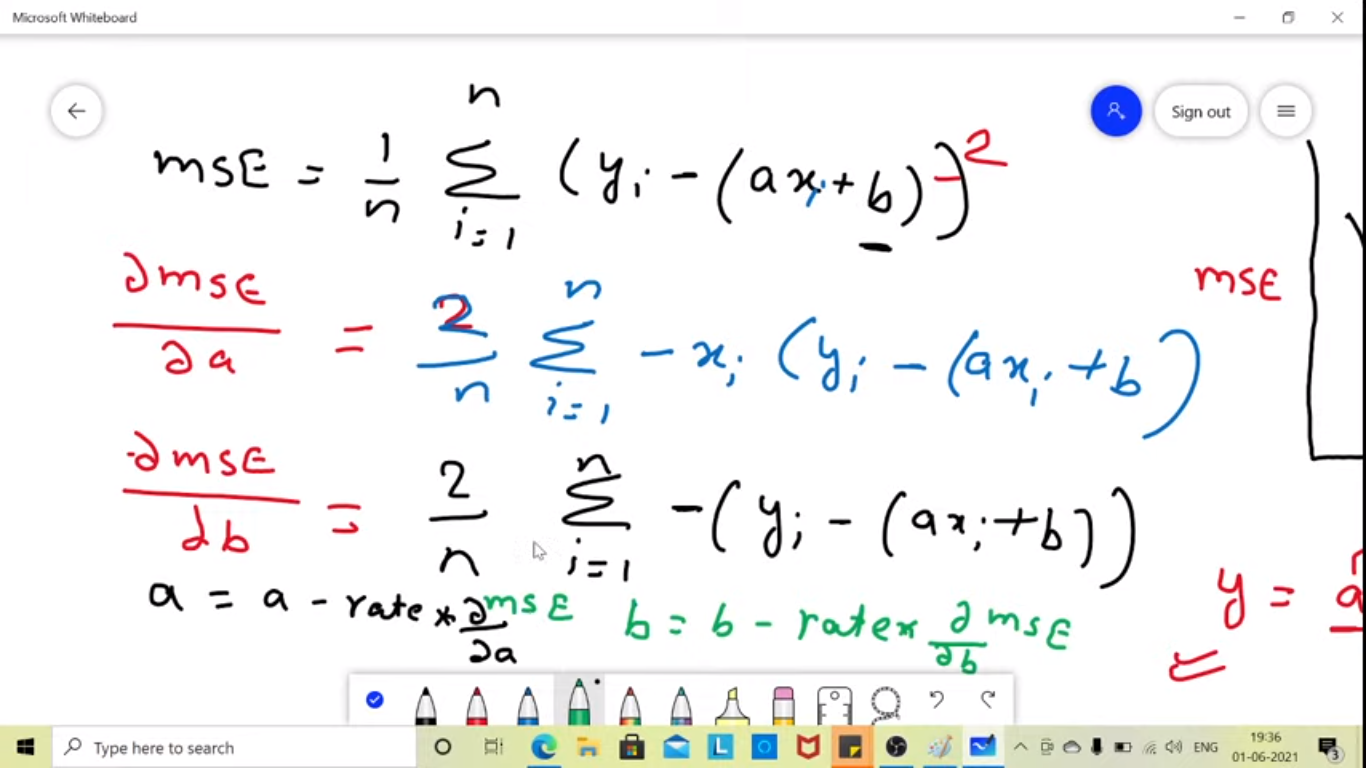 Microsoft Whiteboard
Sign out
mSE = 1/n n Σ i=1 (yi - (axi + b))²
∂mSE/∂a = 2/n n Σ i=1 - xi (yi - (axi + b)
mSE
∂mSE/∂b = 2/n n Σ i=1 -(yi - (axi + b))
a = a - rate * ∂mSE/∂a
b = b - rate * ∂/∂b mSE
y = a
Type here to search
ENG
19:36
01-06-2021
3